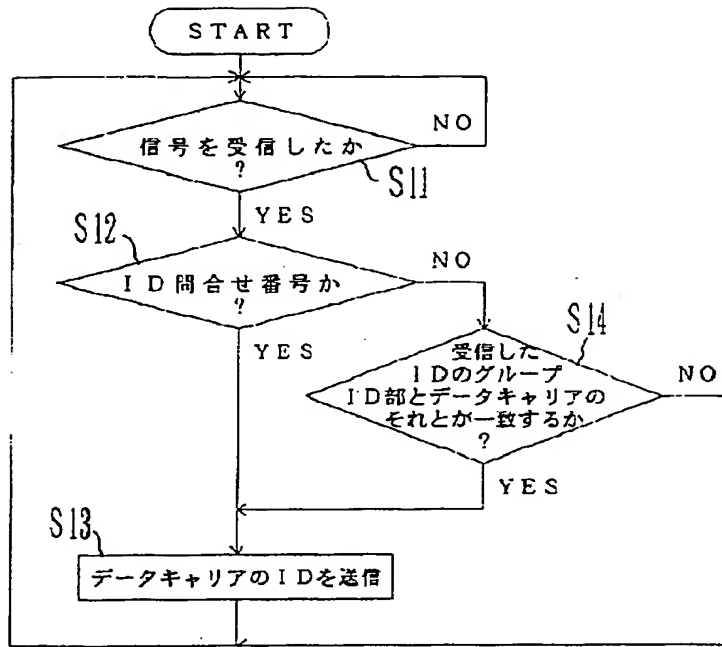 START
信号を受信したか
?
NO
S11
YES
S12
ID問合せ番号か
?
NO
YES
S14
受信した
IDのグループ
ID部とデータキャリアの
それとが一致するか
?
NO
YES
S13
データキャリアのIDを送信